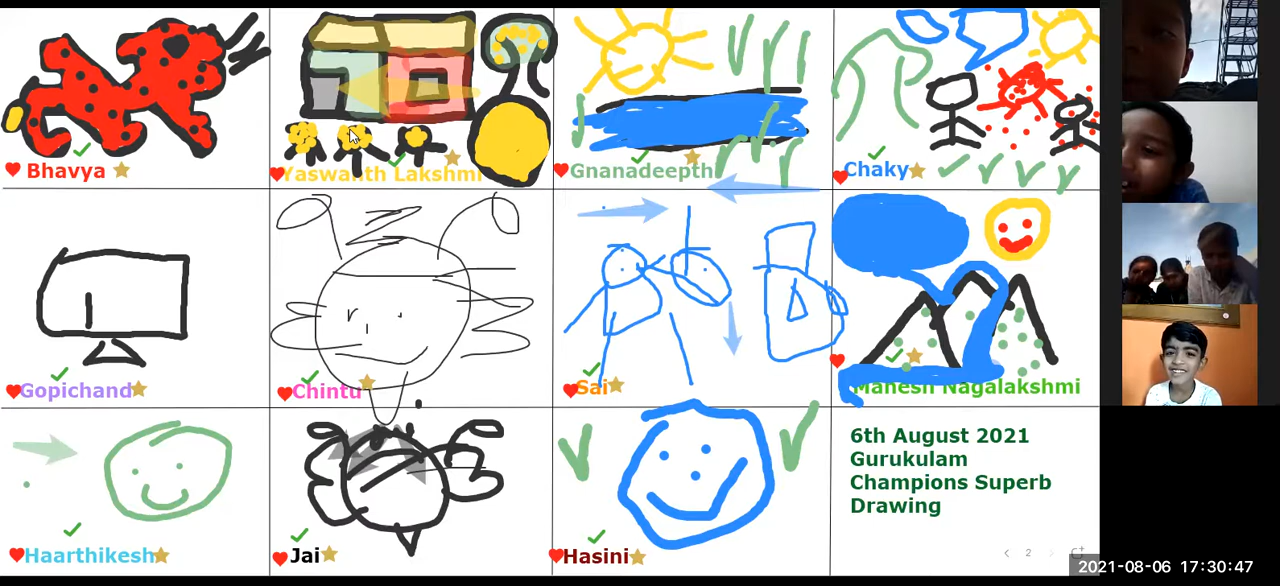 Bhavya
Yaswanth Lakshmi
Gnanadeepth
Chaky
Gopichand
Chintu
Sai
Mahesh Nagalakshmi
Haarthikesh
Jai
Hasini
6th August 2021
Gurukulam
Champions Superb
Drawing
2
2021-08-06 17:30:47